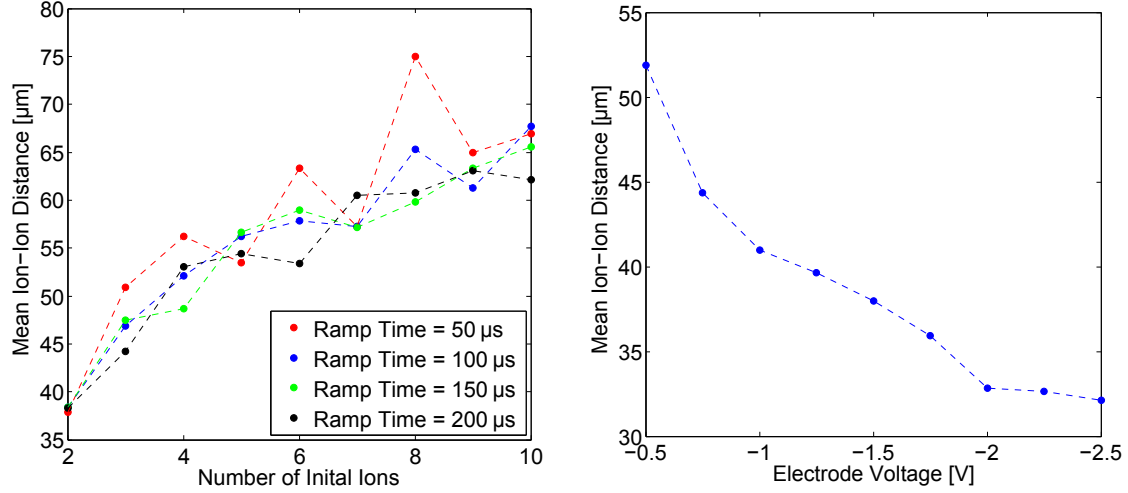 80
75
70
65
60
55
50
45
40
35
Mean Ion-Ion Distance [µm]
Ramp Time = 50 µs
Ramp Time = 100 µs
Ramp Time = 150 µs
Ramp Time = 200 µs
2 4 6 8 10
Number of Inital Ions
55
50
45
40
35
30
Mean Ion-Ion Distance [µm]
−0.5 −1 −1.5 −2 −2.5
Electrode Voltage [V]